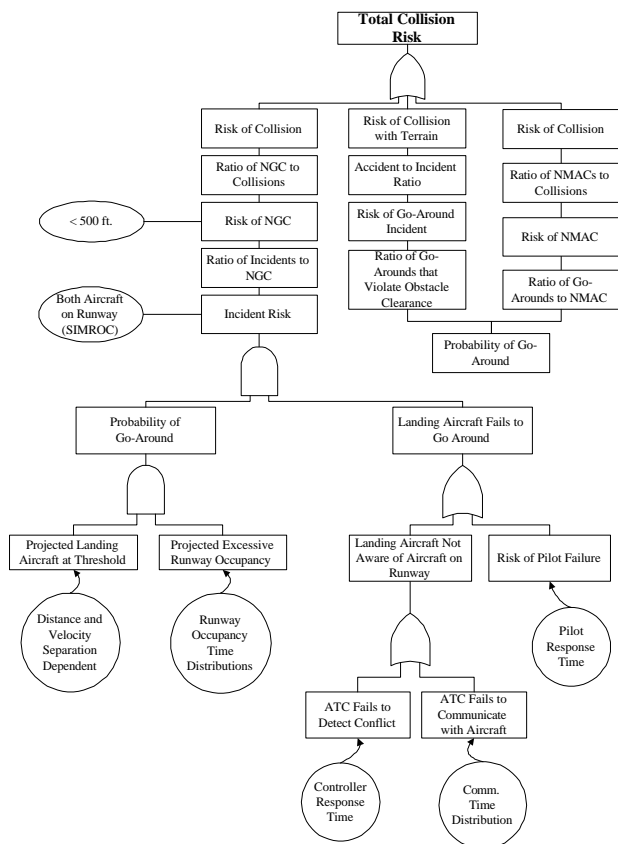 Total Collision
Risk
Risk of Collision
Risk of Collision
with Terrain
Risk of Collision
Ratio of NGC to
Collisions
Accident to Incident
Ratio
Ratio of NMACs to
Collisions
< 500 ft.
Risk of NGC
Risk of Go-Around
Incident
Risk of NMAC
Ratio of Incidents to
NGC
Ratio of Go-
Arounds that
Violate Obstacle
Clearance
Ratio of Go-
Arounds to NMAC
Both Aircraft
on Runway
(SIMROC)
Incident Risk
Probability of Go-
Around
Probability of
Go-Around
Landing Aircraft Fails to
Go Around
Projected Landing
Aircraft at Threshold
Projected Excessive
Runway Occupancy
Landing Aircraft Not
Aware of Aircraft on
Runway
Risk of Pilot Failure
Distance and
Velocity
Separation
Dependent
Runway
Occupancy
Time
Distributions
Pilot
Response
Time
ATC Fails to
Detect Conflict
ATC Fails to
Communicate
with Aircraft
Controller
Response
Time
Comm.
Time
Distribution